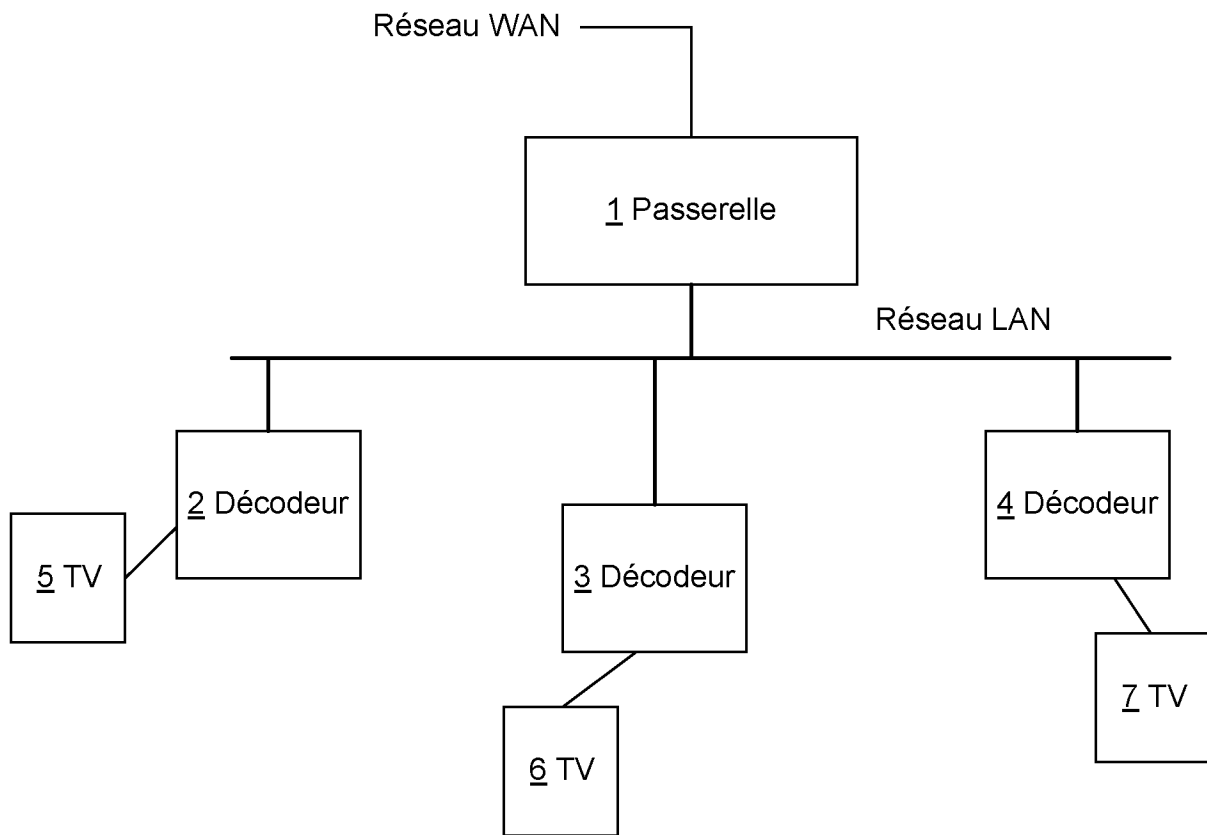 Réseau WAN
1 Passerelle
Réseau LAN
2 Décodeur
4 Décodeur
5 TV
3 Décodeur
7 TV
6 TV